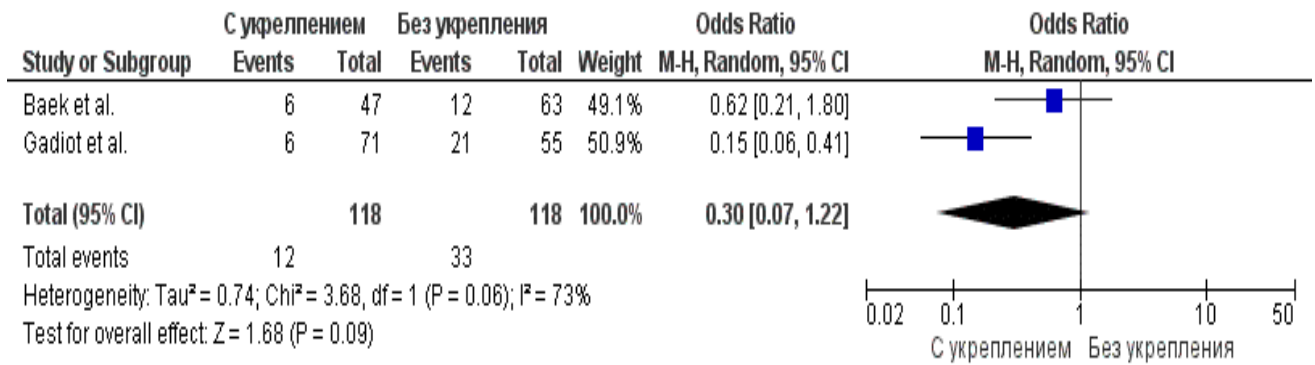 С укрелпением Без укрепления Odds Ratio Odds Ratio
Study or Subgroup Events Total Events Total Weight M-H, Random, 95% CI M-H, Random, 95% CI
Baek et al. 6 47 12 63 49.1% 0.62 [0.21, 1.80]
Gadiot et al. 6 71 21 55 50.9% 0.15 [0.06, 0.41]
Total (95% CI) 118 118 100.0% 0.30 [0.07, 1.22]
Total events 12 33
Heterogeneity: Tau² = 0.74; Chi² = 3.68, df = 1 (P = 0.06); I² = 73%
Test for overall effect: Z = 1.68 (P = 0.09)
0.02 0.1 1 10 50
С укреплением Без укрепления